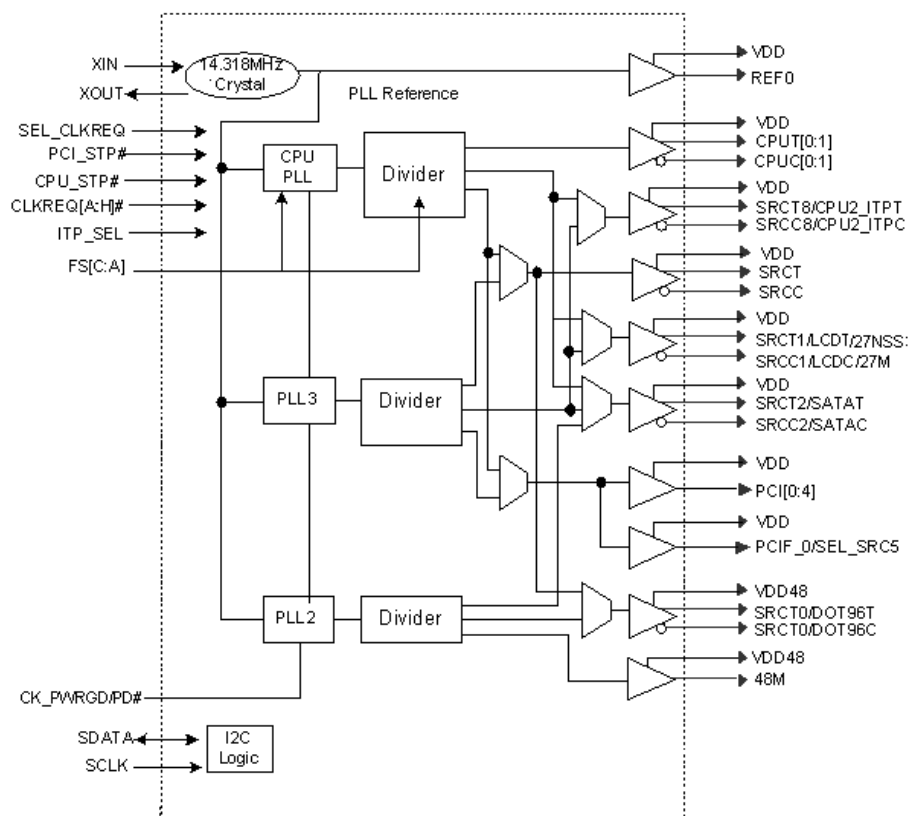 XIN
XOUT
14.318MHz
Crystal
PLL Reference
VDD
REF0
SEL_CLKREQ
PCI_STP#
CPU_STP#
CLKREQ[A:H]#
ITP_SEL
FS[C:A]
CPU
PLL
Divider
VDD
CPUT[0:1]
CPUC[0:1]
VDD
SRCT8/CPU2_ITPT
SRCC8/CPU2_ITPC
VDD
SRCT
SRCC
VDD
SRCT1/LCDT/27NSS
SRCC1/LCDC/27M
PLL3
Divider
VDD
SRCT2/SATAT
SRCC2/SATAC
VDD
PCI[0:4]
VDD
PCIF_0/SEL_SRC5
PLL2
Divider
VDD48
SRCT0/DOT96T
SRCT0/DOT96C
VDD48
48M
CK_PWRGD/PD#
SDATA
SCLK
I2C
Logic